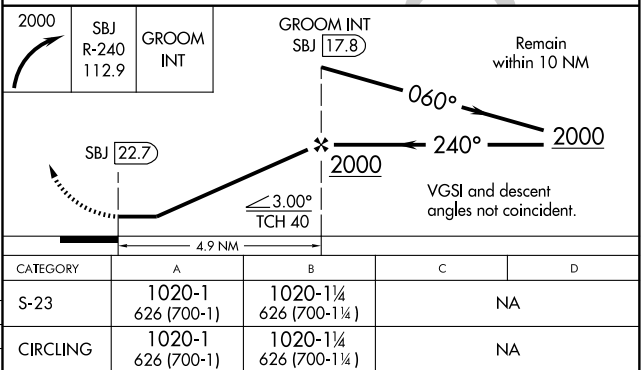 2000
SBJ
R-240
112.9
GROOM
INT
GROOM INT
SBJ 17.8
Remain
within 10 NM
060°
240°
2000
2000
SBJ 22.7
3.00°
TCH 40
VGSI and descent
angles not coincident.
4.9 NM
CATEGORY A B C D
S-23 1020-1 1020-1¼ NA
626 (700-1) 626 (700-1¼)
CIRCLING 1020-1 1020-1¼ NA
626 (700-1) 626 (700-1¼)